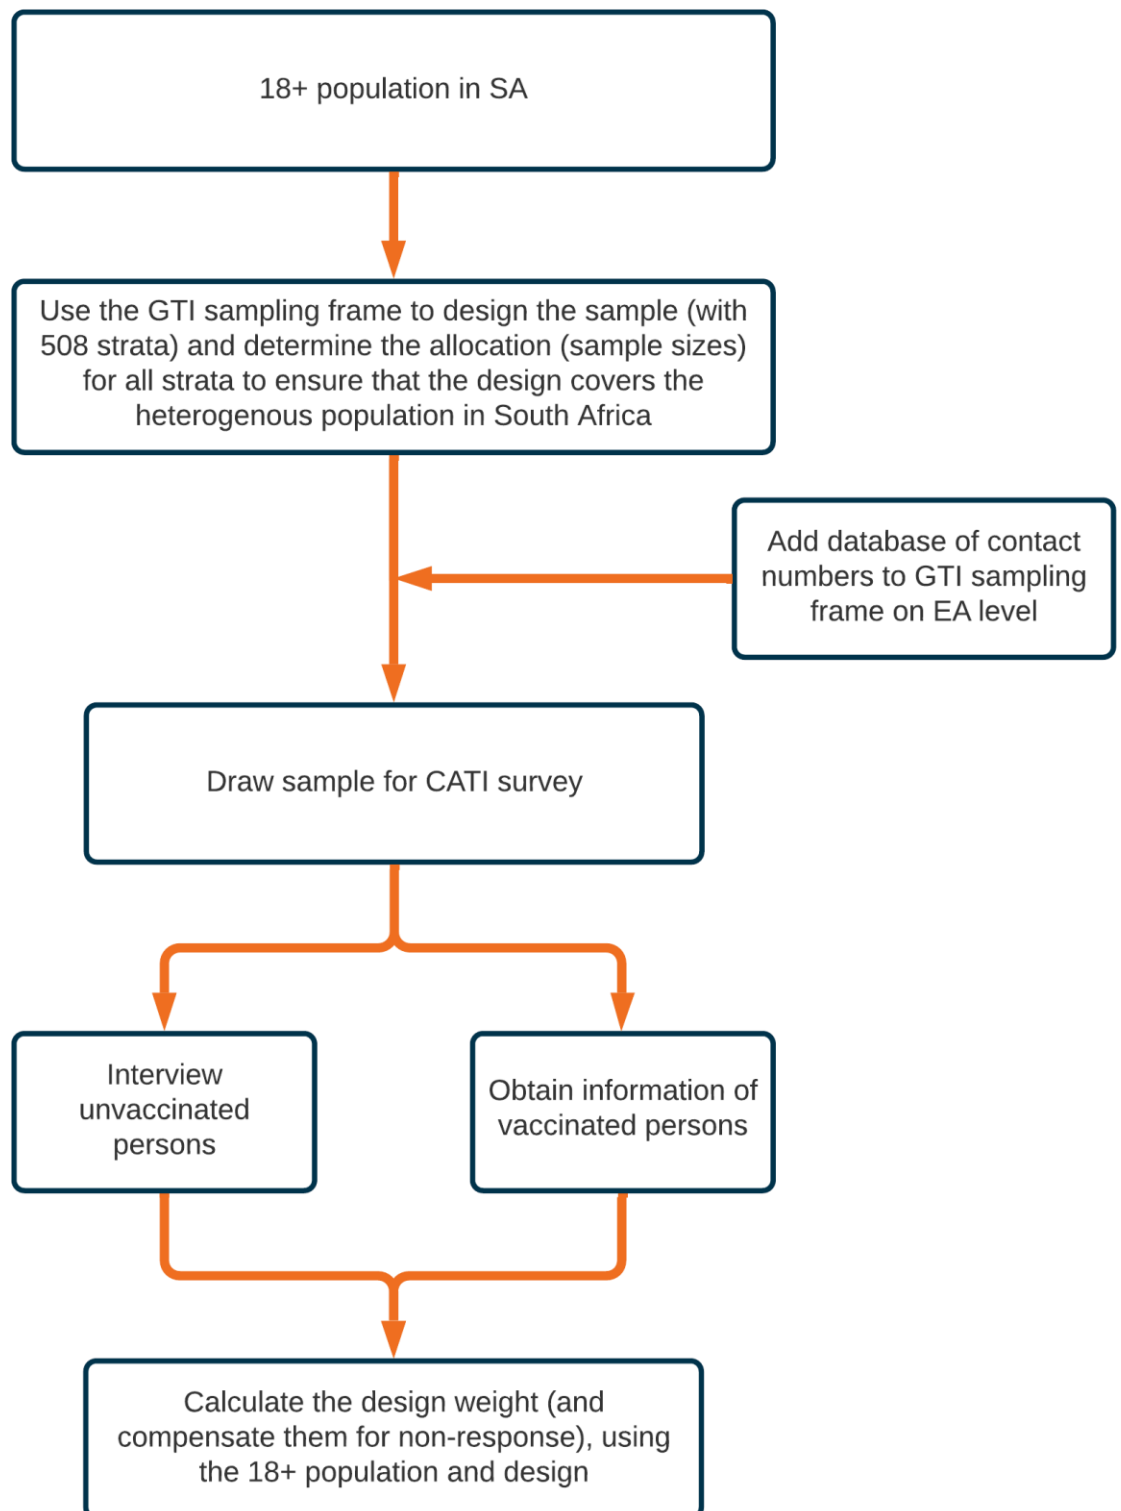 18+ population in SA
Use the GTI sampling frame to design the sample (with
508 strata) and determine the allocation (sample sizes)
for all strata to ensure that the design covers the
heterogenous population in South Africa
Add database of contact
numbers to GTI sampling
frame on EA level
Draw sample for CATI survey
Interview
unvaccinated
persons
Obtain information of
vaccinated persons
Calculate the design weight (and
compensate them for non-response), using
the 18+ population and design